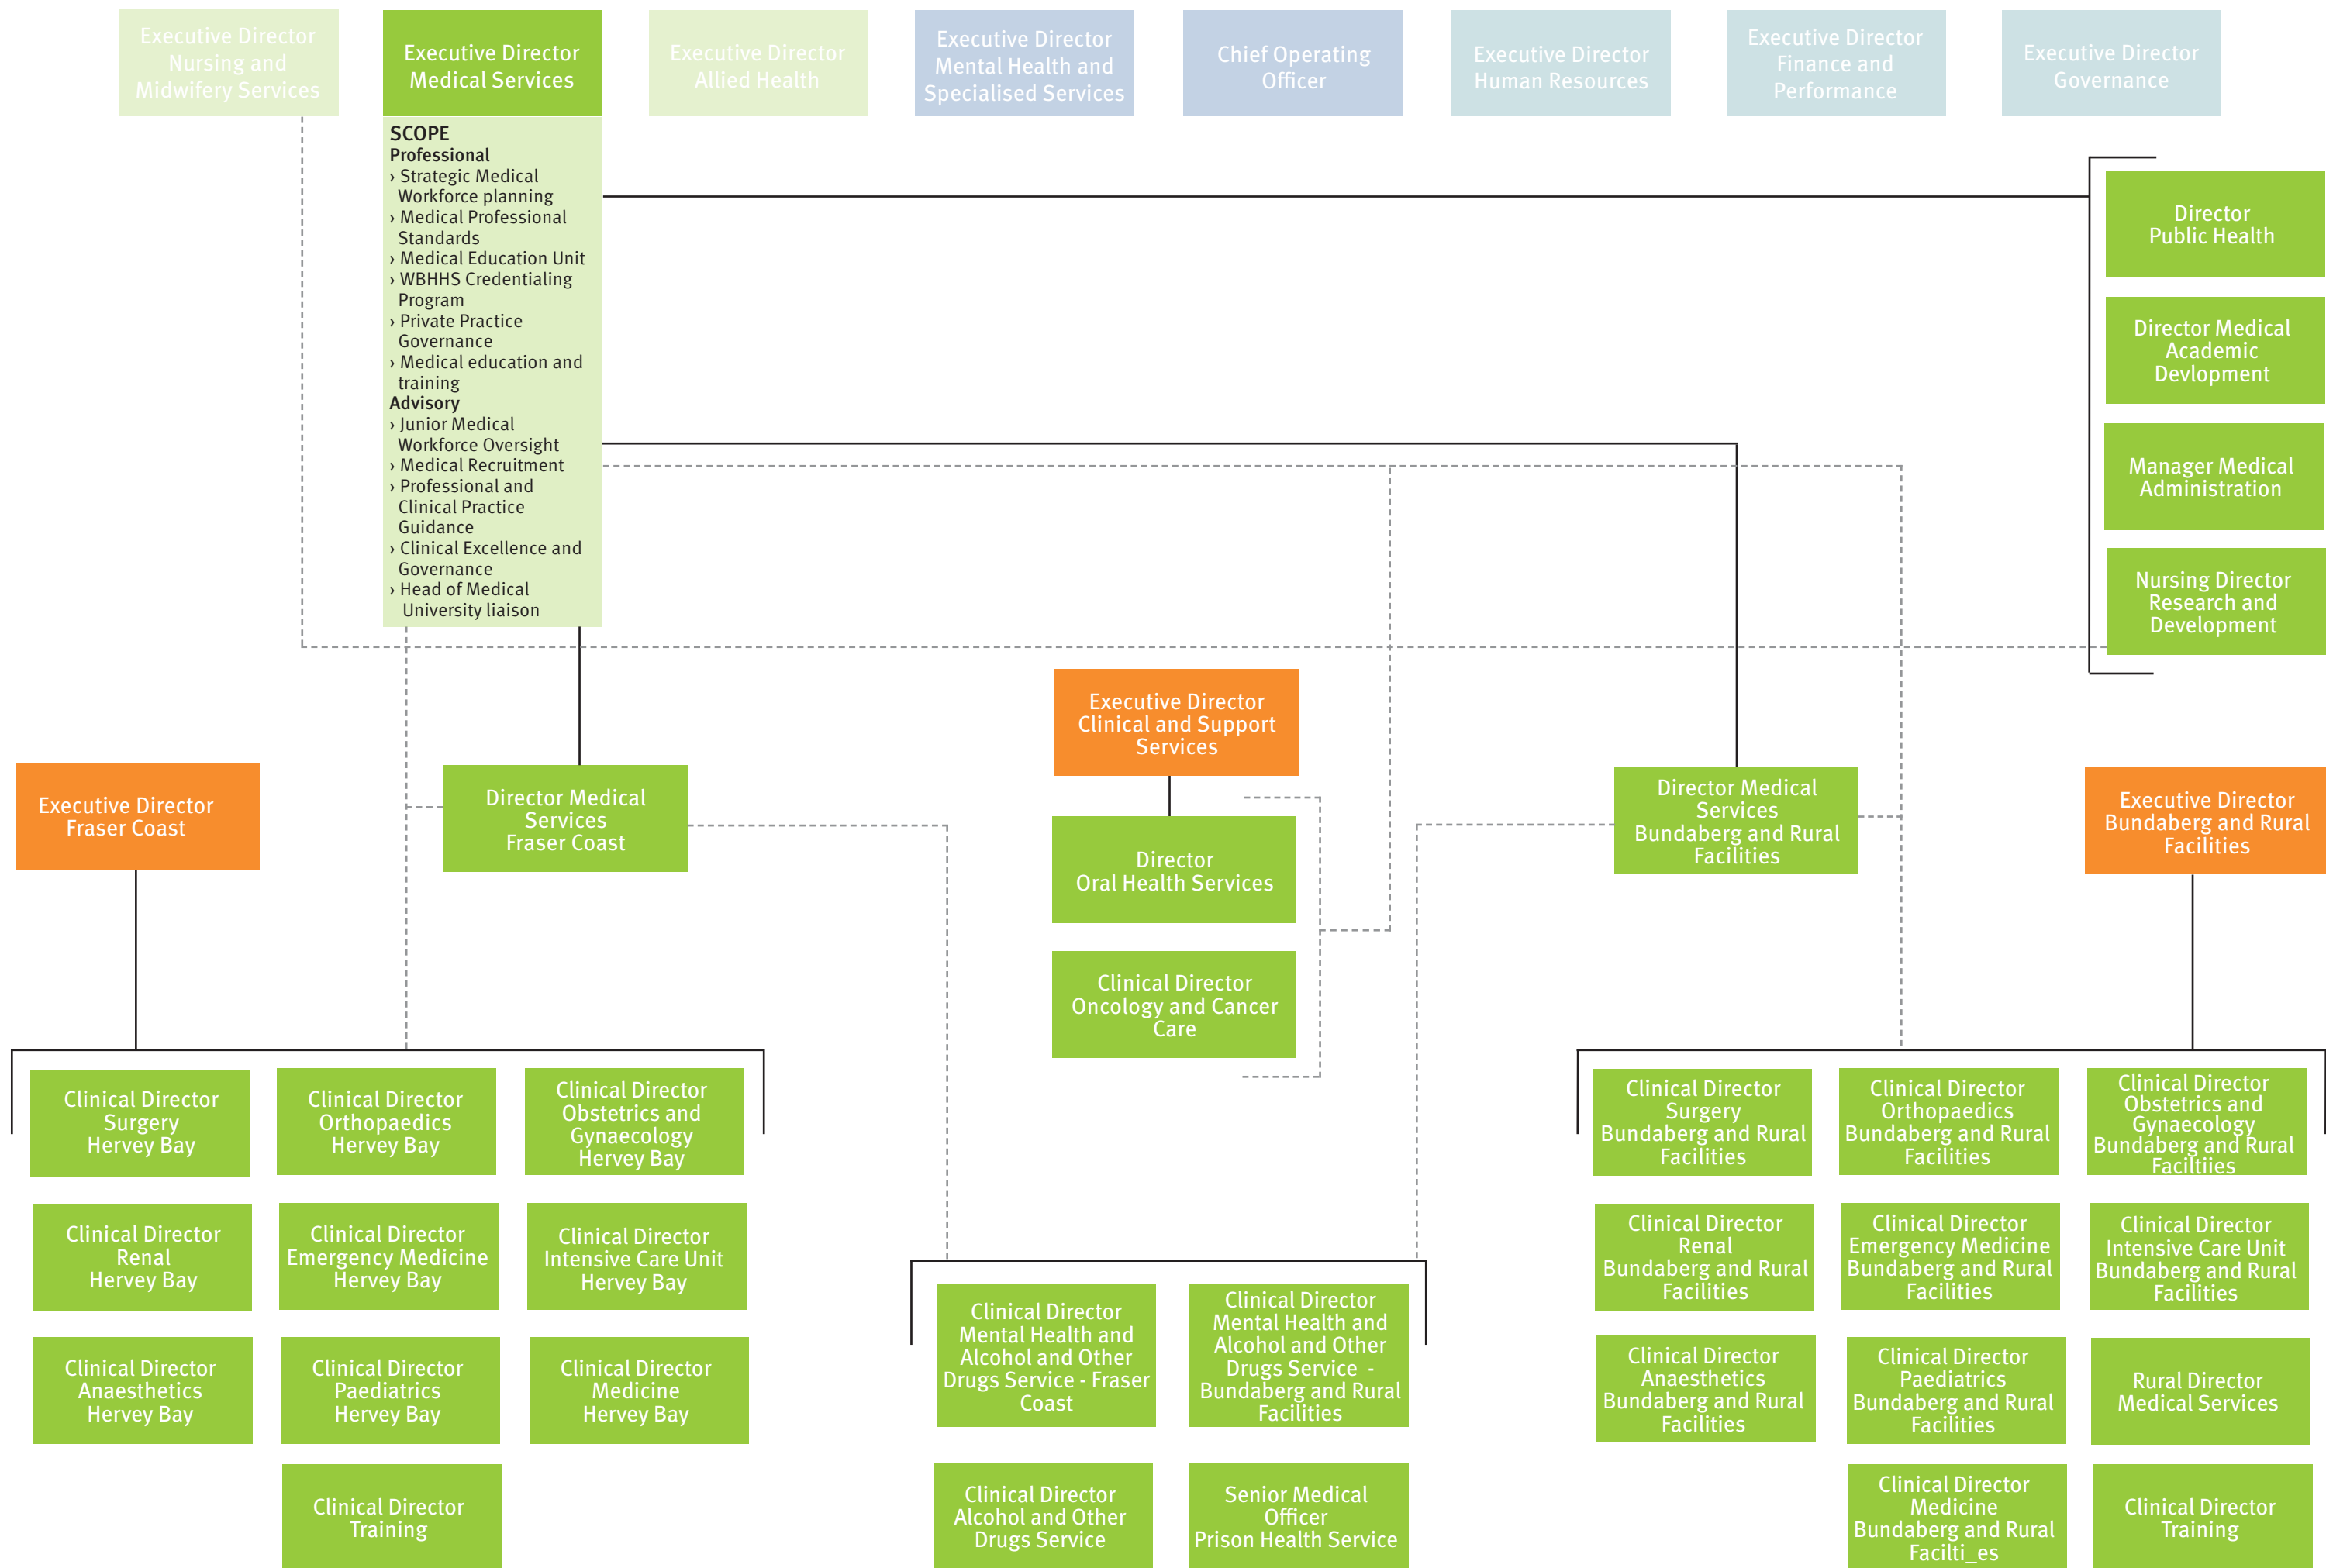 Executive Director
Nursing and
Midwifery Services
Executive Director
Medical Services
Executive Director
Allied Health
Executive Director
Mental Health and
Specialised Services
Chief Operating
Officer
Executive Director
Human Resources
Executive Director
Finance and
Performance
Executive Director
Governance
SCOPE
Professional
› Strategic Medical
Workforce planning
› Medical Professional
Standards
› Medical Education Unit
› WBHHS Credentialing
Program
› Private Practice
Governance
› Medical education and
training
Advisory
› Junior Medical
Workforce Oversight
› Medical Recruitment
› Professional and
Clinical Practice
Guidance
› Clinical Excellence and
Governance
› Head of Medical
University liaison
Director
Public Health
Director Medical
Academic
Devlopment
Manager Medical
Administration
Nursing Director
Research and
Development
Executive Director
Fraser Coast
Director Medical
Services
Fraser Coast
Executive Director
Clinical and Support
Services
Director
Oral Health Services
Clinical Director
Oncology and Cancer
Care
Director Medical
Services
Bundaberg and Rural
Facilities
Executive Director
Bundaberg and Rural
Facilities
Clinical Director
Surgery
Hervey Bay
Clinical Director
Orthopaedics
Hervey Bay
Clinical Director
Obstetrics and
Gynaecology
Hervey Bay
Clinical Director
Renal
Hervey Bay
Clinical Director
Emergency Medicine
Hervey Bay
Clinical Director
Intensive Care Unit
Hervey Bay
Clinical Director
Anaesthetics
Hervey Bay
Clinical Director
Paediatrics
Hervey Bay
Clinical Director
Medicine
Hervey Bay
Clinical Director
Training
Clinical Director
Mental Health and
Alcohol and Other
Drugs Service - Fraser
Coast
Clinical Director
Mental Health and
Alcohol and Other
Drugs Service -
Bundaberg and Rural
Facilities
Clinical Director
Alcohol and Other
Drugs Service
Senior Medical
Officer
Prison Health Service
Clinical Director
Surgery
Bundaberg and Rural
Facilities
Clinical Director
Orthopaedics
Bundaberg and Rural
Facilities
Clinical Director
Obstetrics and
Gynaecology
Bundaberg and Rural
Faciltiies
Clinical Director
Renal
Bundaberg and Rural
Facilities
Clinical Director
Emergency Medicine
Bundaberg and Rural
Facilities
Clinical Director
Intensive Care Unit
Bundaberg and Rural
Facilities
Clinical Director
Anaesthetics
Bundaberg and Rural
Facilities
Clinical Director
Paediatrics
Bundaberg and Rural
Facilities
Rural Director
Medical Services
Clinical Director
Medicine
Bundaberg and Rural
Facilti_es
Clinical Director
Training